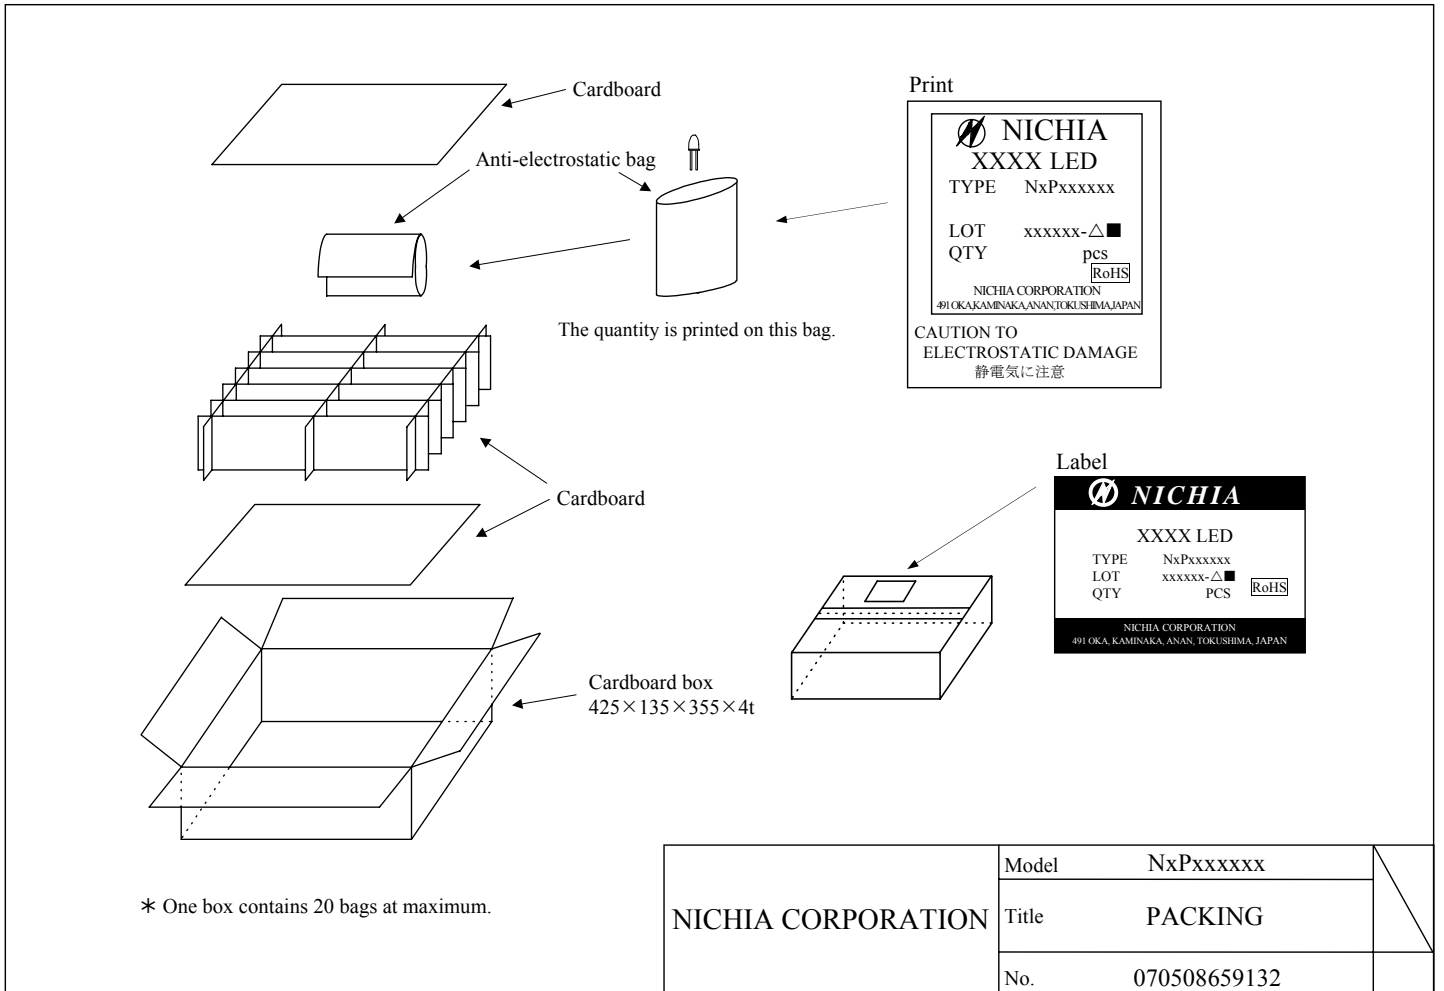 Cardboard
Anti-electrostatic bag
The quantity is printed on this bag.
Print
NICHIA
XXXX LED
TYPE NxPxxxxxx
LOT xxxxxx-△■
QTY pcs
RoHS
NICHIA CORPORATION
491 OKA,KAMINAKA,ANAN,TOKUSHIMA,JAPAN
CAUTION TO
ELECTROSTATIC DAMAGE
静電気に注意
Cardboard
Label
NICHIA
XXXX LED
TYPE NxPxxxxxx
LOT xxxxxx-△■
QTY PCS
RoHS
NICHIA CORPORATION
491 OKA, KAMINAKA, ANAN, TOKUSHIMA, JAPAN
Cardboard box
425×135×355×4t
* One box contains 20 bags at maximum.
NICHIA CORPORATION
Model NxPxxxxxx
Title PACKING
No. 070508659132